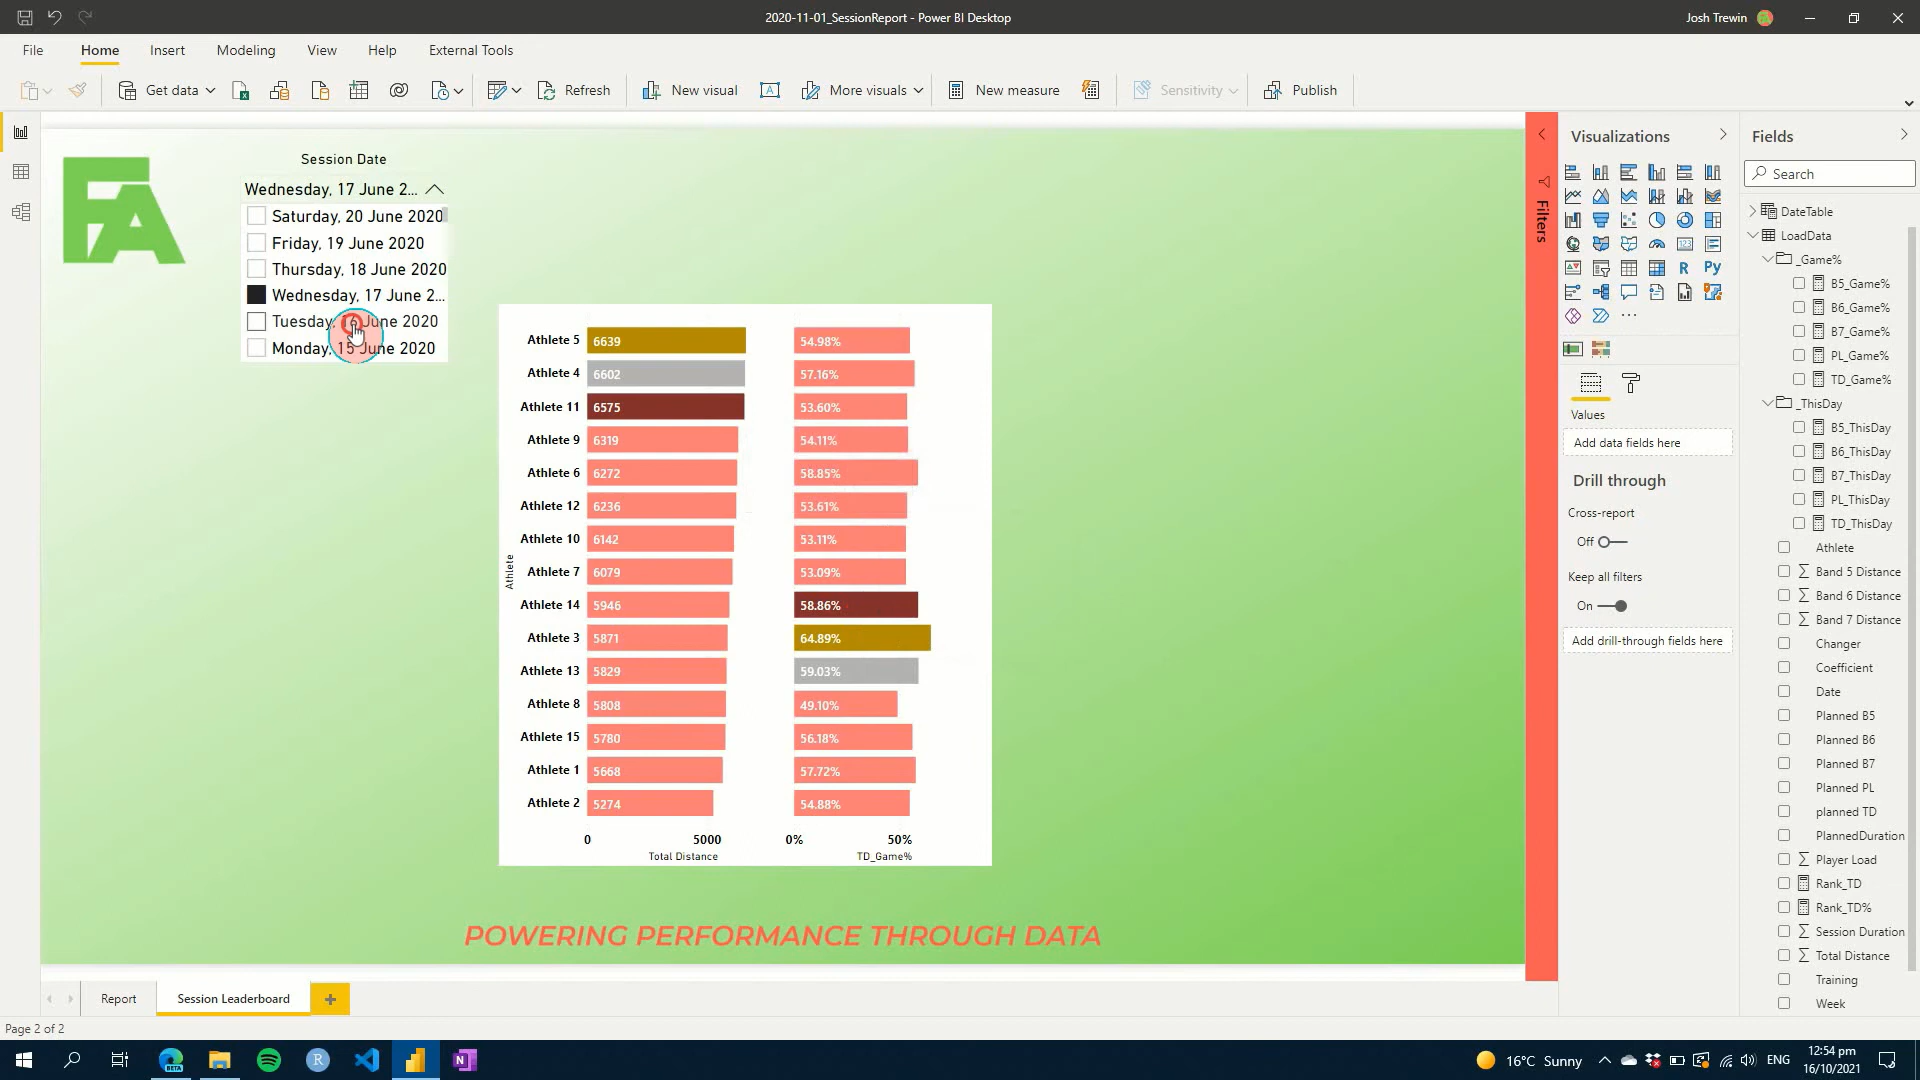 2020-11-01_SessionReport - Power BI Desktop
Josh Trewin
File
Home
Insert
Modeling
View
Help
External Tools
Get data
Refresh
New visual
More visuals
New measure
Sensitivity
Publish
FA
Session Date
Wednesday, 17 June 2...
Saturday, 20 June 2020
Friday, 19 June 2020
Thursday, 18 June 2020
Wednesday, 17 June 2...
Tuesday, 16 June 2020
Monday, 15 June 2020
Athlete
Athlete 5 6639 54.98%
Athlete 4 6602 57.16%
Athlete 11 6575 53.60%
Athlete 9 6319 54.11%
Athlete 6 6272 58.85%
Athlete 12 6236 53.61%
Athlete 10 6142 53.11%
Athlete 7 6079 53.09%
Athlete 14 5946 58.86%
Athlete 3 5871 64.89%
Athlete 13 5829 59.03%
Athlete 8 5808 49.10%
Athlete 15 5780 56.18%
Athlete 1 5668 57.72%
Athlete 2 5274 54.88%
0 5000 0% 50%
Total Distance TD_Game%
POWERING PERFORMANCE THROUGH DATA
Filters
Visualizations
R
Py
123
Values
Add data fields here
Drill through
Cross-report
Off
Keep all filters
On
Add drill-through fields here
Fields
Search
DateTable
LoadData
_Game%
B5_Game%
B6_Game%
B7_Game%
PL_Game%
TD_Game%
_ThisDay
B5_ThisDay
B6_ThisDay
B7_ThisDay
PL_ThisDay
TD_ThisDay
Athlete
Band 5 Distance
Band 6 Distance
Band 7 Distance
Changer
Coefficient
Date
Planned B5
Planned B6
Planned B7
Planned PL
planned TD
PlannedDuration
Player Load
Rank_TD
Rank_TD%
Session Duration
Total Distance
Training
Week
Report
Session Leaderboard
Page 2 of 2
BETA
R
N
16°C Sunny
ENG
12:54 pm
16/10/2021